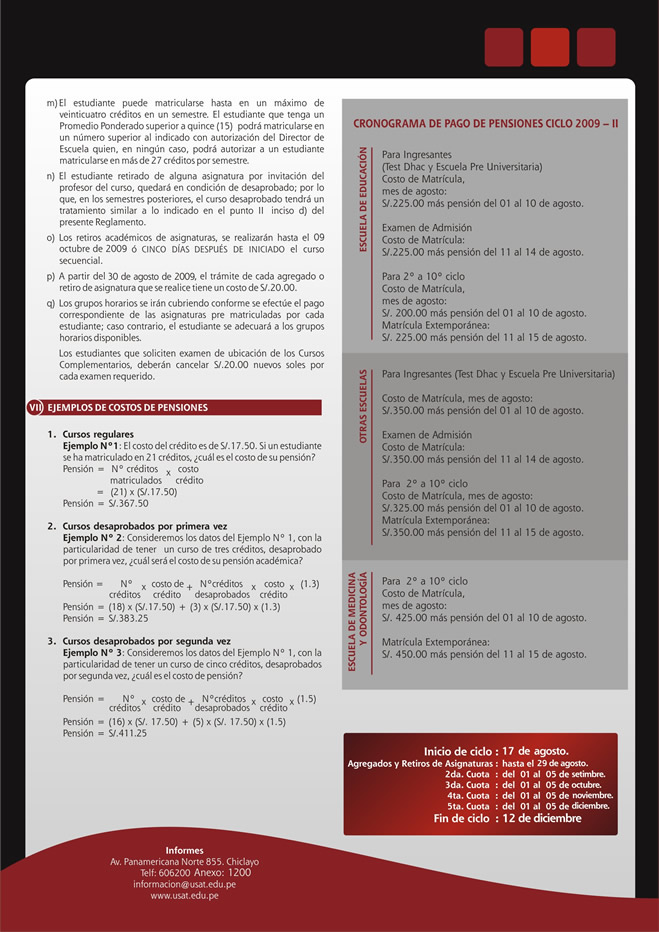 m) El estudiante puede matricularse hasta en un máximo de
veinticuatro créditos en un semestre. El estudiante que tenga un
Promedio Ponderado superior a quince (15) podrá matricularse en
un número superior al indicado con autorización del Director de
Escuela quien, en ningún caso, podrá autorizar a un estudiante
matricularse en más de 27 créditos por semestre.
n) El estudiante retirado de alguna asignatura por invitación del
profesor del curso, quedará en condición de desaprobado; por lo
que, en los semestres posteriores, el curso desaprobado tendrá un
tratamiento similar a lo indicado en el punto II inciso d) del
presente Reglamento.
o) Los retiros académicos de asignaturas, se realizarán hasta el 09
octubre de 2009 ó CINCO DÍAS DESPUÉS DE INICIADO el curso
secuencial.
p) A partir del 30 de agosto de 2009, el trámite de cada agregado o
retiro de asignatura que se realice tiene un costo de S/.20.00.
q) Los grupos horarios se irán cubriendo conforme se efectúe el pago
correspondiente de las asignaturas pre matriculadas por cada
estudiante; caso contrario, el estudiante se adecuará a los grupos
horarios disponibles.
Los estudiantes que soliciten examen de ubicación de los Cursos
Complementarios, deberán cancelar S/.20.00 nuevos soles por
cada examen requerido.
VII EJEMPLOS DE COSTOS DE PENSIONES
1. Cursos regulares
Ejemplo Nº1: El costo del crédito es de S/.17.50. Si un estudiante
se ha matriculado en 21 créditos, ¿cuál es el costo de su pensión?
Pensión = Nº créditos x costo
matriculados crédito
= (21) x (S/.17.50)
Pensión = S/.367.50
2. Cursos desaprobados por primera vez
Ejemplo Nº 2: Consideremos los datos del Ejemplo Nº 1, con la
particularidad de tener un curso de tres créditos, desaprobado
por primera vez, ¿cuál será el costo de su pensión académica?
Pensión = Nº x costo de + Nºcréditos x costo x (1.3)
créditos crédito desaprobados crédito
Pensión = (18) x (S/.17.50) + (3) x (S/.17.50) x (1.3)
Pensión = S/.383.25
3. Cursos desaprobados por segunda vez
Ejemplo Nº 3: Consideremos los datos del Ejemplo Nº 1, con la
particularidad de tener un curso de cinco créditos, desaprobados
por segunda vez, ¿cuál es el costo de pensión?
Pensión = Nº x costo de + Nºcréditos x costo x (1.5)
créditos crédito desaprobados crédito
Pensión = (16) x (S/. 17.50) + (5) x (S/. 17.50) x (1.5)
Pensión = S/.411.25
CRONOGRAMA DE PAGO DE PENSIONES CICLO 2009 – II
ESCUELA DE EDUCACIÓN
Para Ingresantes
(Test Dhac y Escuela Pre Universitaria)
Costo de Matrícula,
mes de agosto:
S/.225.00 más pensión del 01 al 10 de agosto.
Examen de Admisión
Costo de Matrícula:
S/.225.00 más pensión del 11 al 14 de agosto.
Para 2º a 10º ciclo
Costo de Matrícula,
mes de agosto:
S/. 200.00 más pensión del 01 al 10 de agosto.
Matrícula Extemporánea:
S/. 225.00 más pensión del 11 al 15 de agosto.
OTRAS ESCUELAS
Para Ingresantes (Test Dhac y Escuela Pre Universitaria)
Costo de Matrícula, mes de agosto:
S/.350.00 más pensión del 01 al 10 de agosto.
Examen de Admisión
Costo de Matrícula:
S/.350.00 más pensión del 11 al 14 de agosto.
Para 2º a 10º ciclo
Costo de Matrícula, mes de agosto:
S/.325.00 más pensión del 01 al 10 de agosto.
Matrícula Extemporánea:
S/.350.00 más pensión del 11 al 15 de agosto.
ESCUELA DE MEDICINA
Y ODONTOLOGÍA
Para 2º a 10º ciclo
Costo de Matrícula,
mes de agosto:
S/. 425.00 más pensión del 01 al 10 de agosto.
Matrícula Extemporánea:
S/. 450.00 más pensión del 11 al 15 de agosto.
Inicio de ciclo : 17 de agosto.
Agregados y Retiros de Asignaturas : hasta el 29 de agosto.
2da. Cuota : del 01 al 05 de setimbre.
3da. Cuota : del 01 al 05 de octubre.
4ta. Cuota : del 01 al 05 de noviembre.
5ta. Cuota : del 01 al 05 de diciembre.
Fin de ciclo : 12 de diciembre
Informes
Av. Panamericana Norte 855. Chiclayo
Telf: 606200 Anexo: 1200
informacion@usat.edu.pe
www.usat.edu.pe